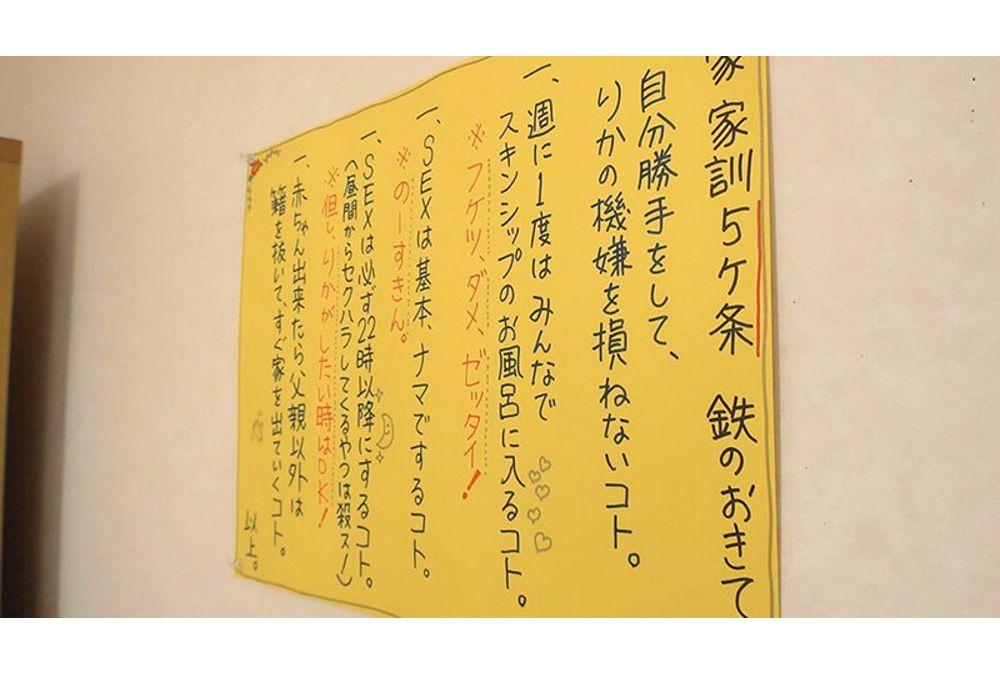 家家訓5ケ条 鉄のおきて
自分勝手をして、
りかの機嫌を損ねないコト。
一、週に1度はみんなで
スキンシップのお風呂に入るコト。
※フケツ、ダメ、ゼッタイ!
一、SEXは基本、ナマでするコト。
※のーすきん。
一、SEXは必ず22時以降にするコト。
(昼間からセクハラしてくるやつは殺ス!)
※但し、りかがしたい時はOK!
一、赤ちゃん出来たら、父親以外は
籍を抜いて、すぐ家を出ていくコト。
以上。